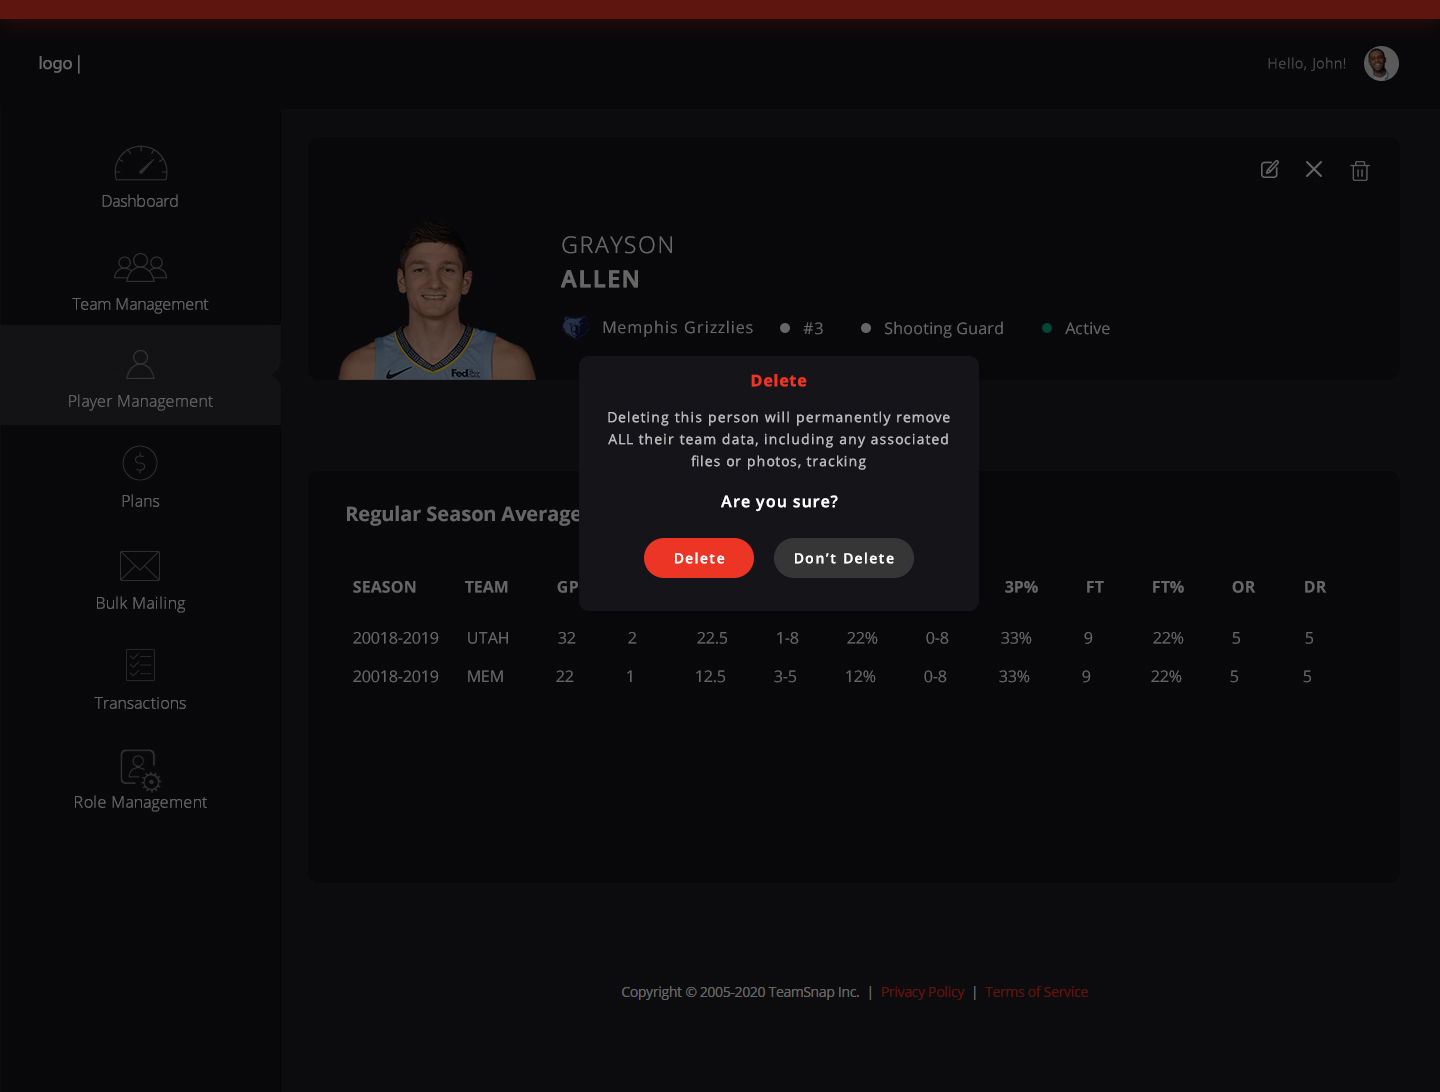 logo |
Hello, John!
Dashboard
Team Management
Player Management
Plans
Bulk Mailing
Transactions
Role Management
GRAYSON
ALLEN
Memphis Grizzlies #3 Shooting Guard Active
FedEx
Delete
Deleting this person will permanently remove
ALL their team data, including any associated
files or photos, tracking
Are you sure?
Delete Don't Delete
Regular Season Average
SEASON TEAM GP 3P% FT FT% OR DR
20018-2019 UTAH 32 2 22.5 1-8 22% 0-8 33% 9 22% 5 5
20018-2019 MEM 22 1 12.5 3-5 12% 0-8 33% 9 22% 5 5
Copyright © 2005-2020 TeamSnap Inc. | Privacy Policy | Terms of Service